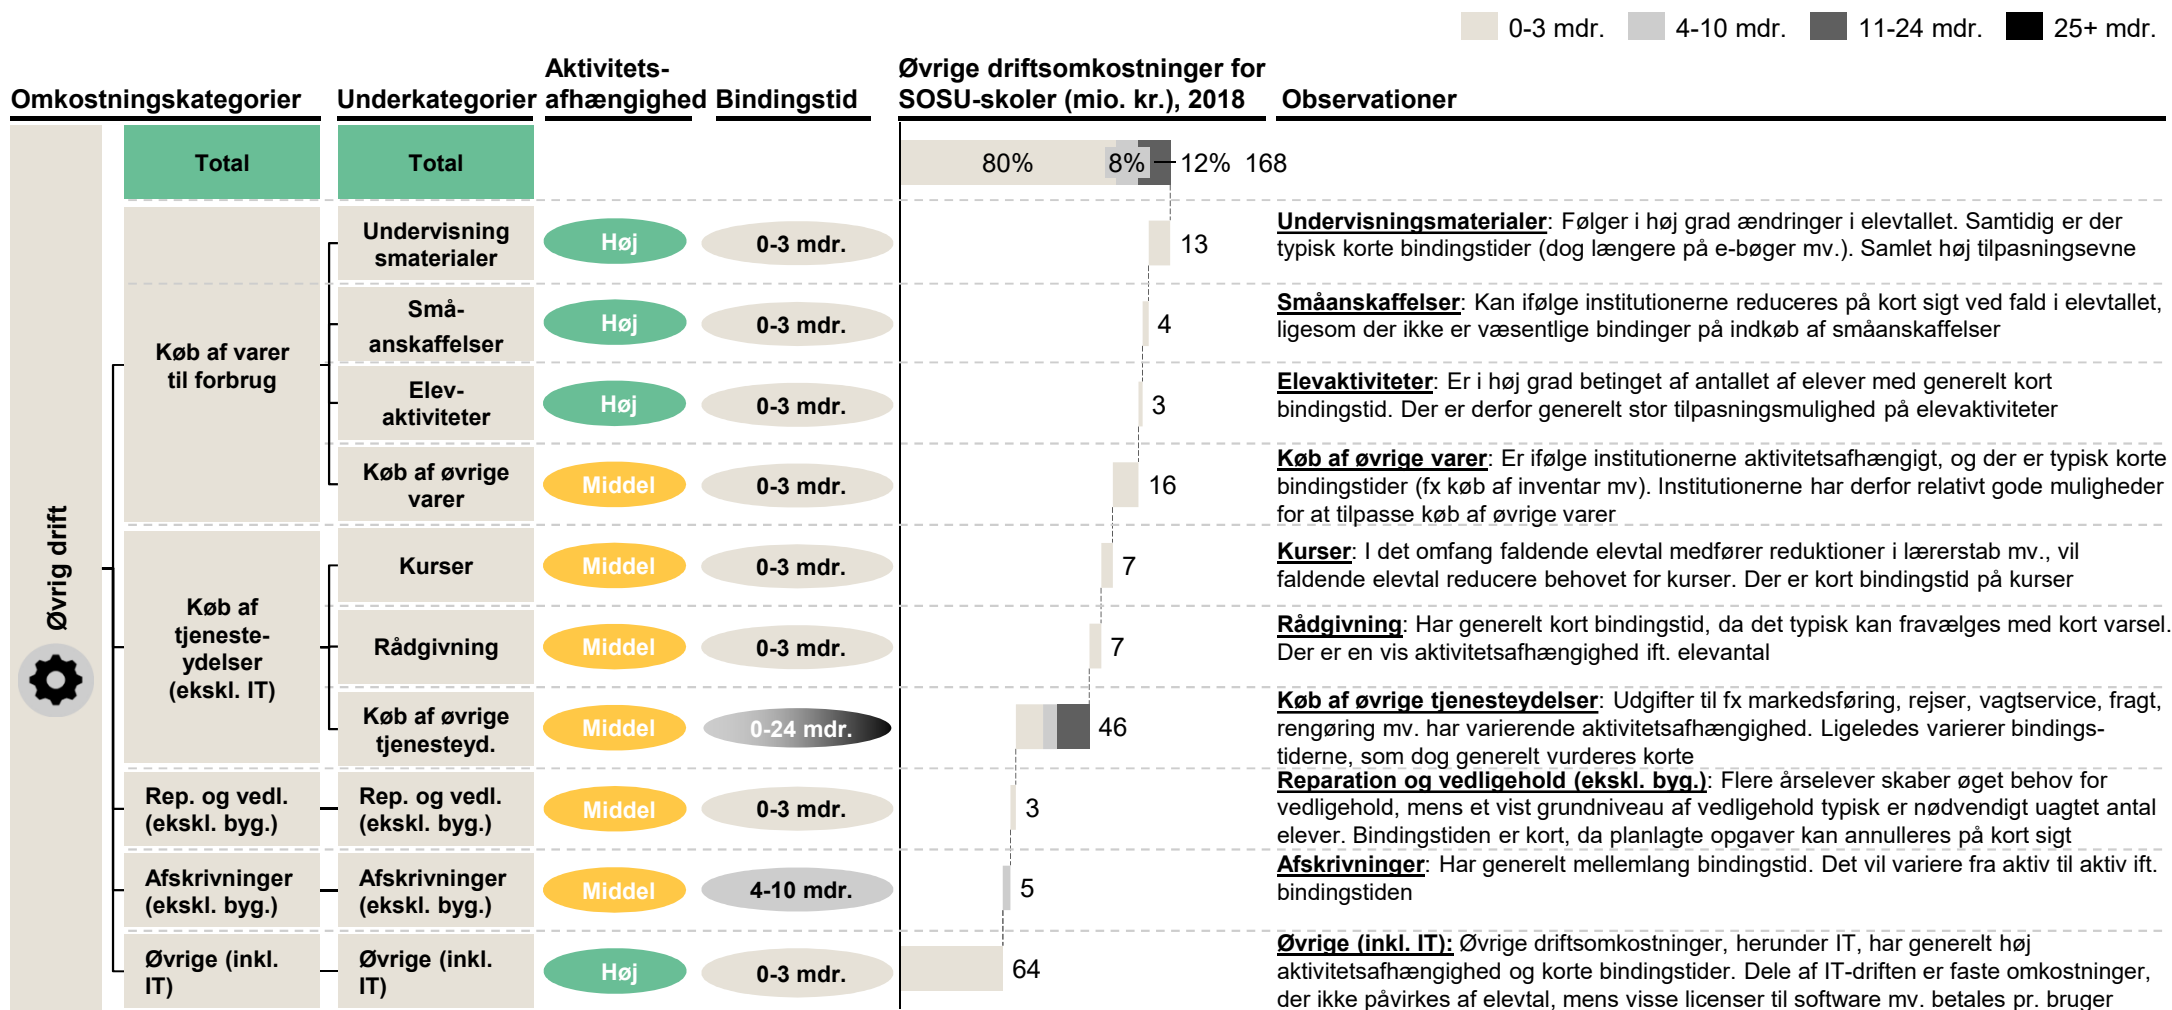 0-3 mdr.
4-10 mdr.
11-24 mdr.
25+ mdr.
Omkostningskategorier
Underkategorier
Aktivitets-
afhængighed
Bindingstid
Øvrige driftsomkostninger for
SOSU-skoler (mio. kr.), 2018
Observationer
Øvrig drift
Total
Total
80%
8%
12%
168
Køb af varer
til forbrug
Undervisning
smaterialer
Høj
0-3 mdr.
13
Undervisningsmaterialer: Følger i høj grad ændringer i elevtallet. Samtidig er der
typisk korte bindingstider (dog længere på e-bøger mv.). Samlet høj tilpasningsevne
Små-
anskaffelser
Høj
0-3 mdr.
4
Småanskaffelser: Kan ifølge institutionerne reduceres på kort sigt ved fald i elevtallet,
ligesom der ikke er væsentlige bindinger på indkøb af småanskaffelser
Elev-
aktiviteter
Høj
0-3 mdr.
3
Elevaktiviteter: Er i høj grad betinget af antallet af elever med generelt kort
bindingstid. Der er derfor generelt stor tilpasningsmulighed på elevaktiviteter
Køb af øvrige
varer
Middel
0-3 mdr.
16
Køb af øvrige varer: Er ifølge institutionerne aktivitetsafhængigt, og der er typisk korte
bindingstider (fx køb af inventar mv). Institutionerne har derfor relativt gode muligheder
for at tilpasse køb af øvrige varer
Køb af
tjeneste-
ydelser
(ekskl. IT)
Kurser
Middel
0-3 mdr.
7
Kurser: I det omfang faldende elevtal medfører reduktioner i lærerstab mv., vil
faldende elevtal reducere behovet for kurser. Der er kort bindingstid på kurser
Rådgivning
Middel
0-3 mdr.
7
Rådgivning: Har generelt kort bindingstid, da det typisk kan fravælges med kort varsel.
Der er en vis aktivitetsafhængighed ift. elevantal
Køb af øvrige
tjenesteyd.
Middel
0-24 mdr.
46
Køb af øvrige tjenesteydelser: Udgifter til fx markedsføring, rejser, vagtservice, fragt,
rengøring mv. har varierende aktivitetsafhængighed. Ligeledes varierer bindings-
tiderne, som dog generelt vurderes korte
Rep. og vedl.
(ekskl. byg.)
Rep. og vedl.
(ekskl. byg.)
Middel
0-3 mdr.
3
Reparation og vedligehold (ekskl. byg.): Flere årselever skaber øget behov for
vedligehold, mens et vist grundniveau af vedligehold typisk er nødvendigt uagtet antal
elever. Bindingstiden er kort, da planlagte opgaver kan annulleres på kort sigt
Afskrivninger
(ekskl. byg.)
Afskrivninger
(ekskl. byg.)
Middel
4-10 mdr.
5
Afskrivninger: Har generelt mellemlang bindingstid. Det vil variere fra aktiv til aktiv ift.
bindingstiden
Øvrige (inkl.
IT)
Øvrige (inkl.
IT)
Høj
0-3 mdr.
64
Øvrige (inkl. IT): Øvrige driftsomkostninger, herunder IT, har generelt høj
aktivitetsafhængighed og korte bindingstider. Dele af IT-driften er faste omkostninger,
der ikke påvirkes af elevtal, mens visse licenser til software mv. betales pr. bruger